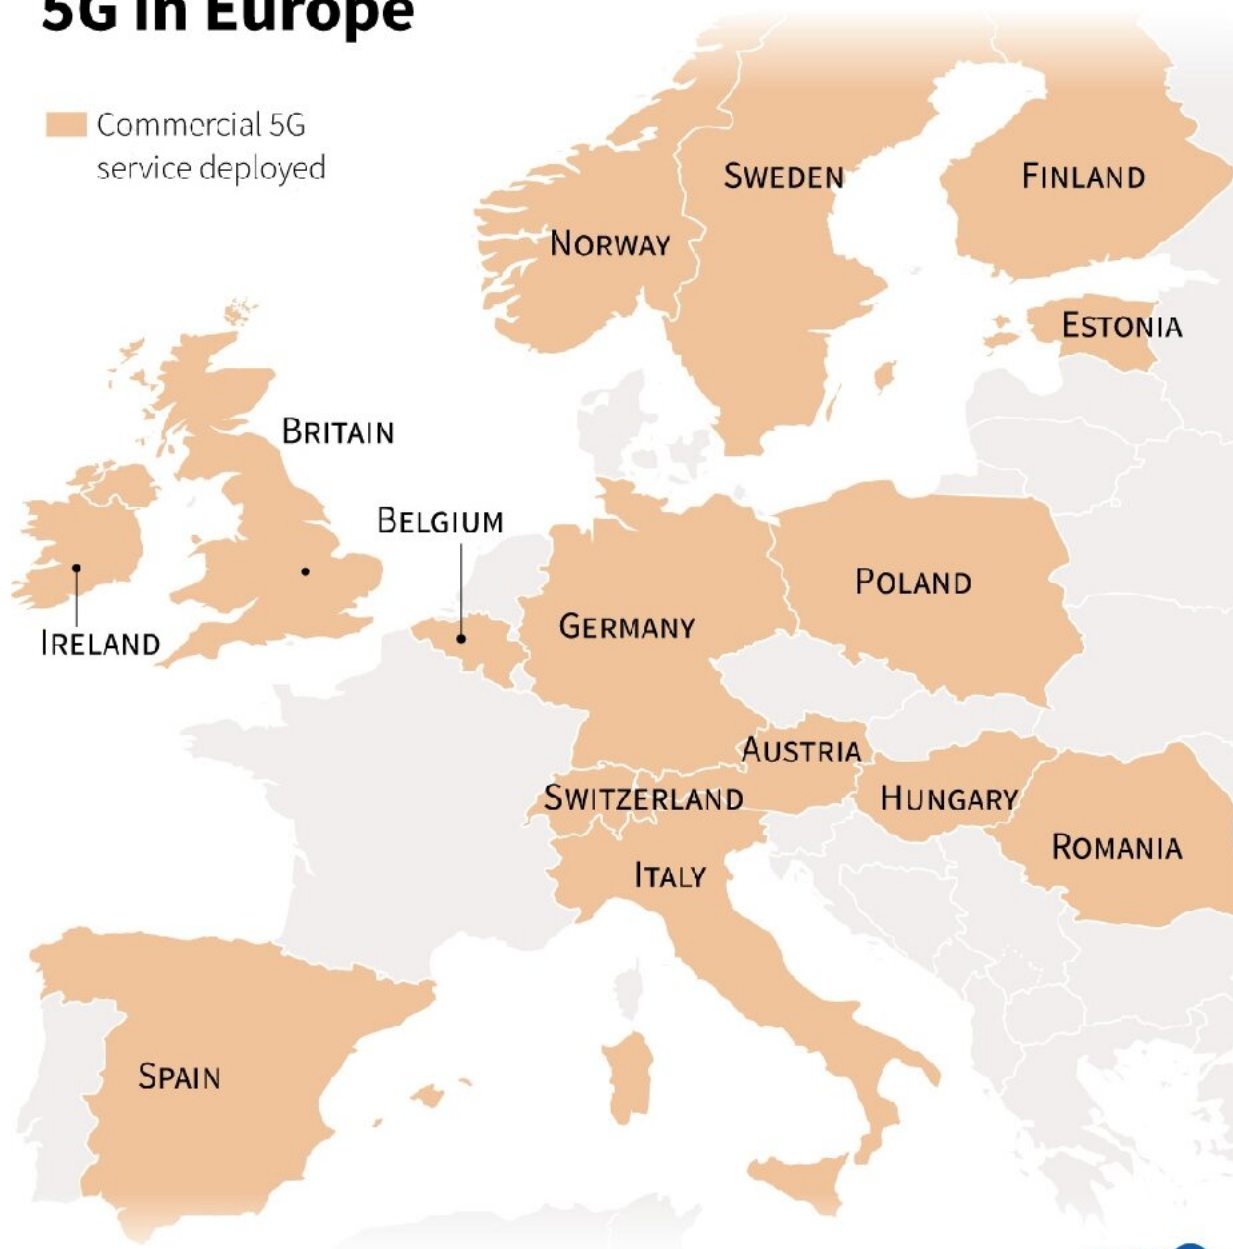 5G in Europe
Commercial 5G
service deployed
SWEDEN
FINLAND
NORWAY
ESTONIA
BRITAIN
BELGIUM
POLAND
GERMANY
IRELAND
AUSTRIA
SWITZERLAND
HUNGARY
ROMANIA
ITALY
SPAIN